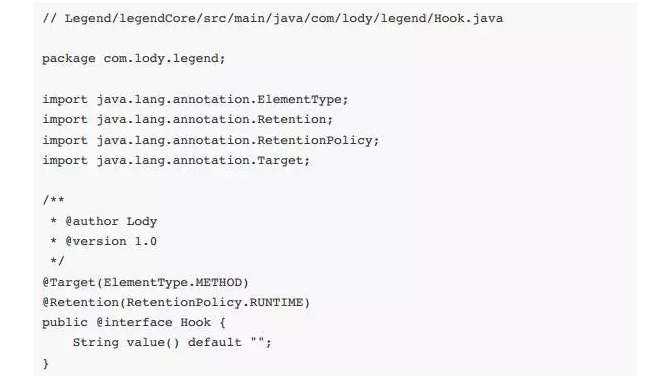 // Legend/legendCore/src/main/java/com/lody/legend/Hook.java
package com.lody.legend;
import java.lang.annotation.ElementType;
import java.lang.annotation.Retention;
import java.lang.annotation.RetentionPolicy;
import java.lang.annotation.Target;
/**
 * @author Lody
 * @version 1.0
 */
@Target(ElementType.METHOD)
@Retention(RetentionPolicy.RUNTIME)
public @interface Hook {
    String value() default "";
}